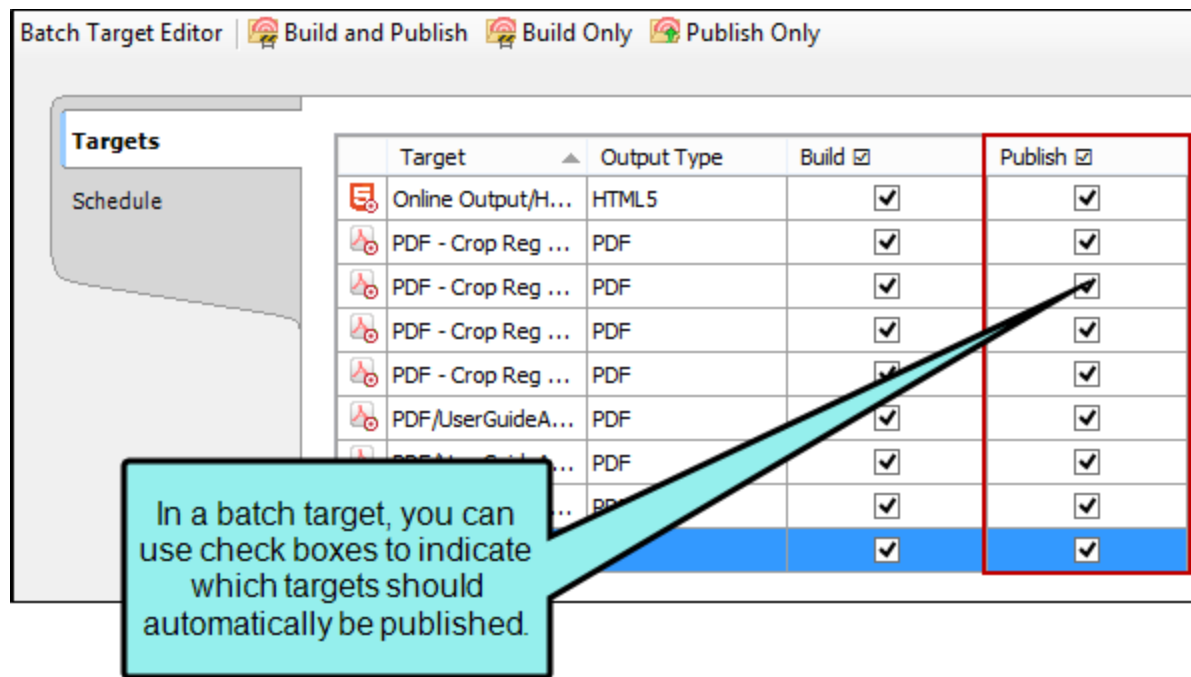 Batch Target Editor Build and Publish Build Only Publish Only
Targets
Schedule
Target Output Type Build Publish
Online Output/H... HTML5
PDF - Crop Reg ... PDF
PDF - Crop Reg ... PDF
PDF - Crop Reg ... PDF
PDF - Crop Reg ... PDF
PDF/UserGuideA... PDF
PDF
In a batch target, you can
use check boxes to indicate
which targets should
automatically be published.